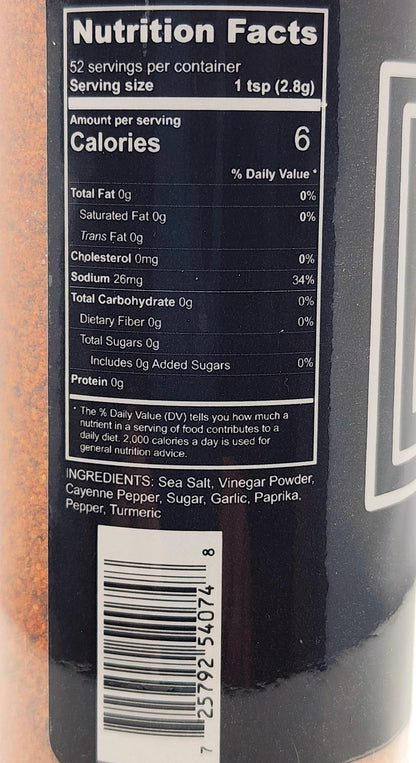 Nutrition Facts
52 servings per container
Serving size 1 tsp (2.8g)
Amount per serving
Calories 6
% Daily Value *
Total Fat 0g 0%
Saturated Fat 0g 0%
Trans Fat 0g
Cholesterol 0mg 0%
Sodium 26mg 34%
Total Carbohydrate 0g 0%
Dietary Fiber 0g 0%
Total Sugars 0g
Includes 0g Added Sugars 0%
Protein 0g
* The % Daily Value (DV) tells you how much a
nutrient in a serving of food contributes to a
daily diet. 2,000 calories a day is used for
general nutrition advice.
INGREDIENTS: Sea Salt, Vinegar Powder,
Cayenne Pepper, Sugar, Garlic, Paprika,
Pepper, Turmeric
7 25792 54074 8